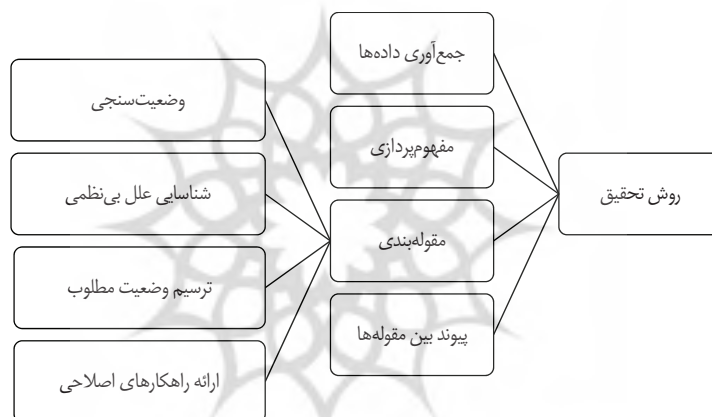 روش تحقیق
جمع‌آوری داده‌ها
مفهوم‌پردازی
مقوله‌بندی
پیوند بین مقوله‌ها
وضعیت‌سنجی
شناسایی علل بی‌نظمی
ترسیم وضعیت مطلوب
ارائه راهکارهای اصلاحی